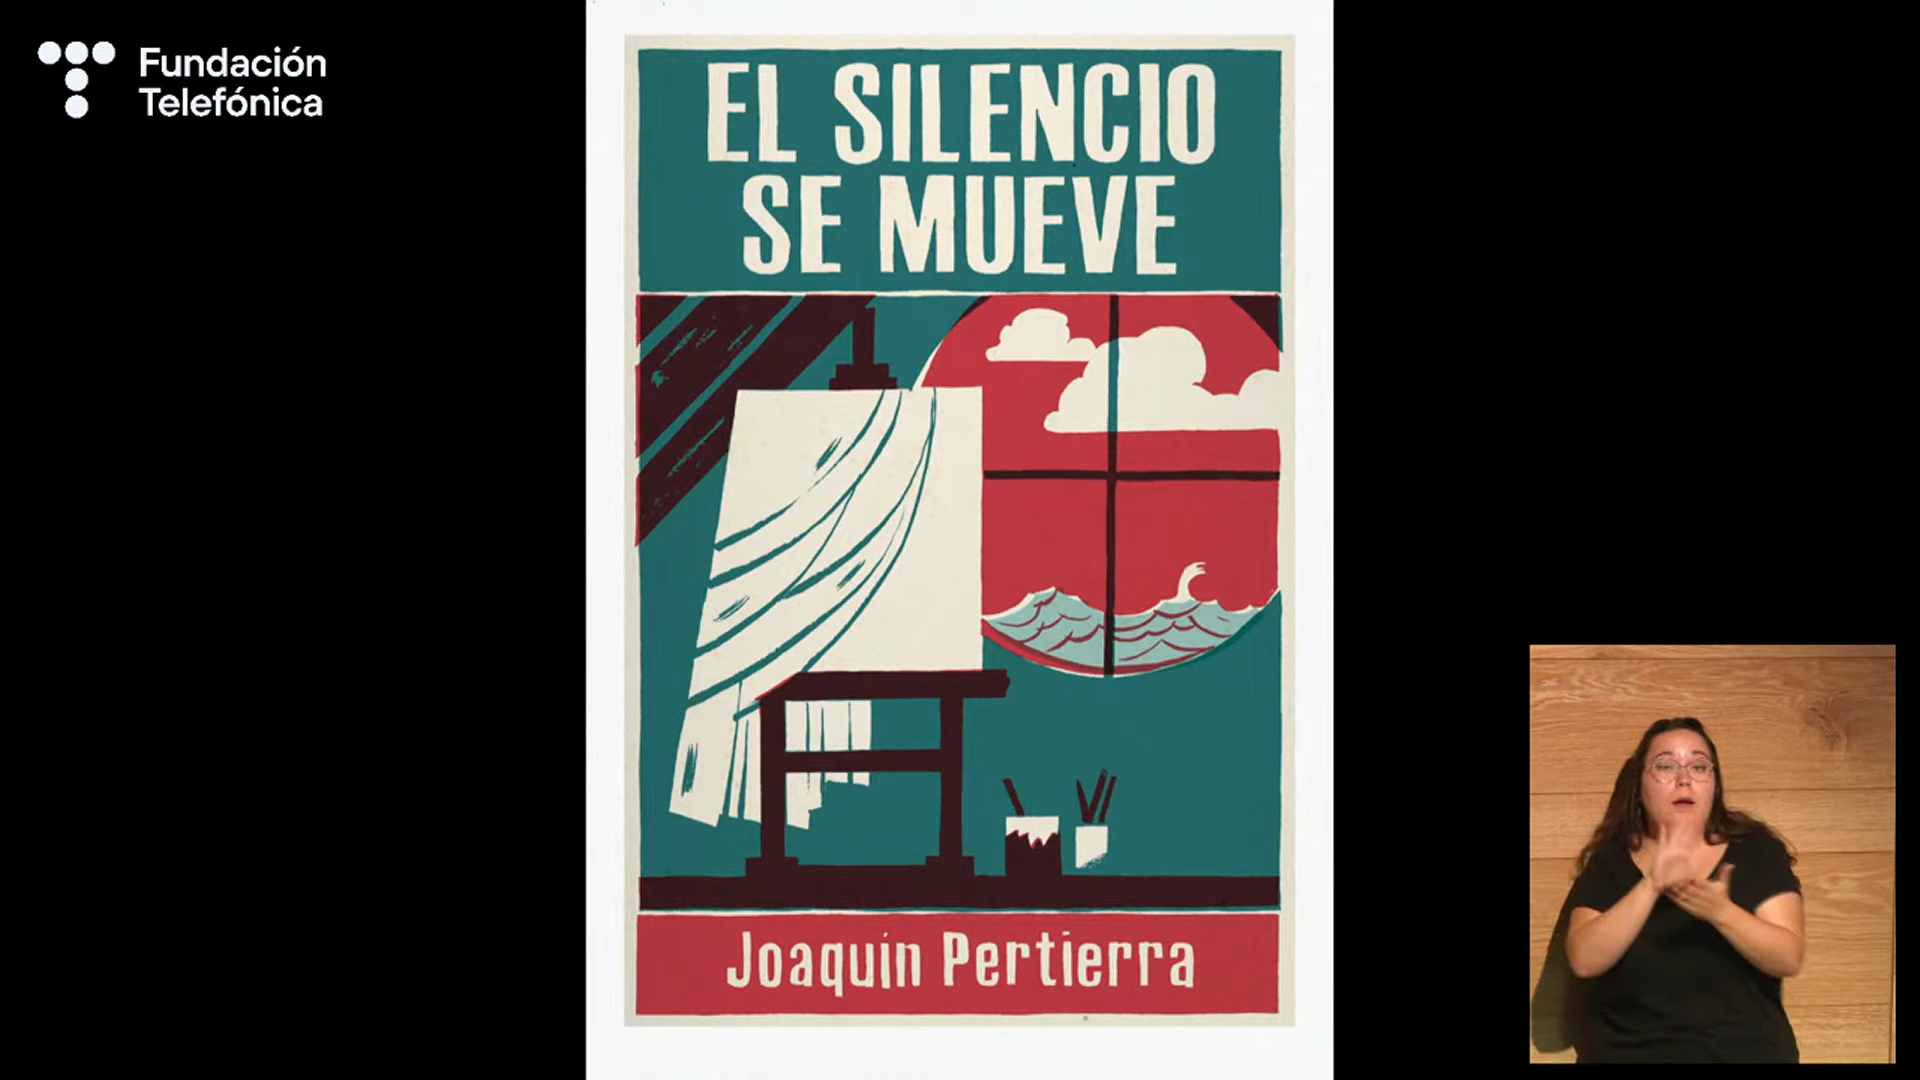 Fundación
Telefónica
EL SILENCIO
SE MUEVE
Joaquín Pertierra